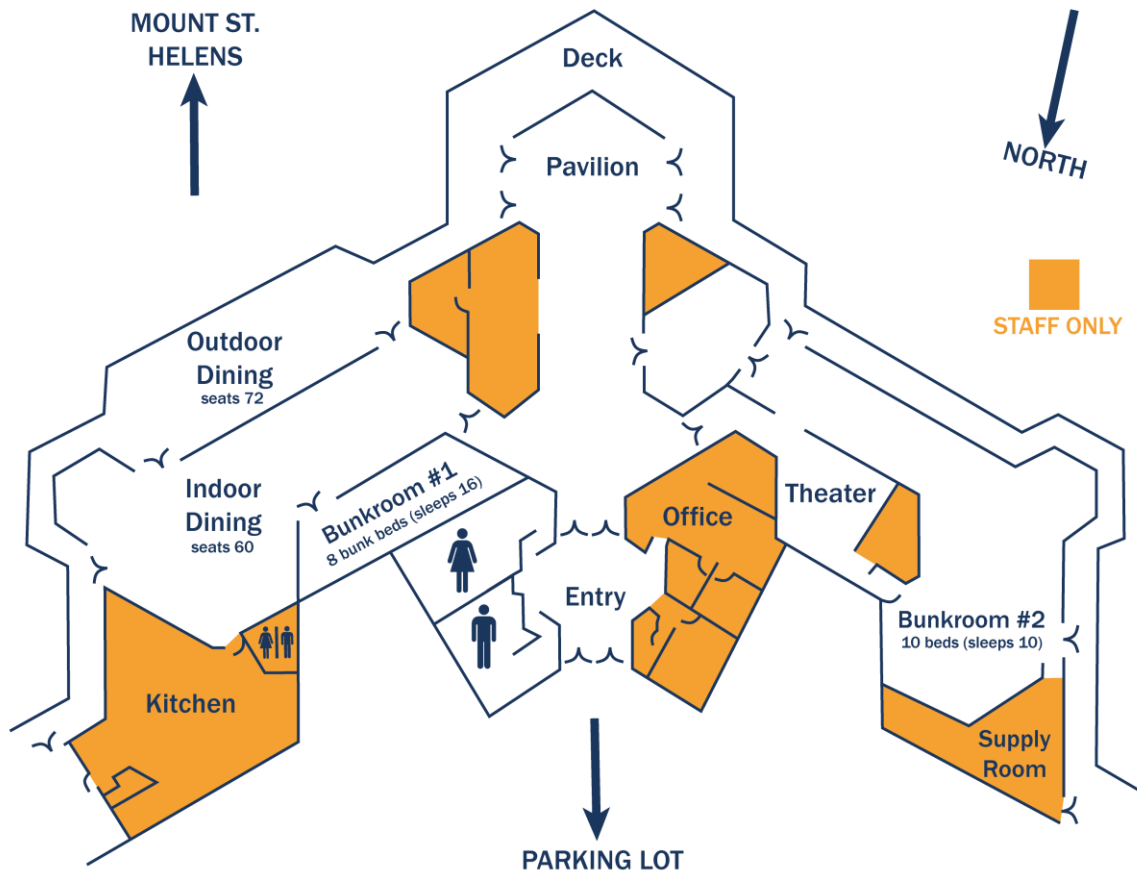 MOUNT ST.
HELENS
Deck
NORTH
Pavilion
STAFF ONLY
Outdoor
Dining
seats 72
Indoor
Dining
seats 60
Bunkroom #1
8 bunk beds (sleeps 16)
Office
Theater
Entry
Bunkroom #2
10 beds (sleeps 10)
Kitchen
Supply
Room
PARKING LOT